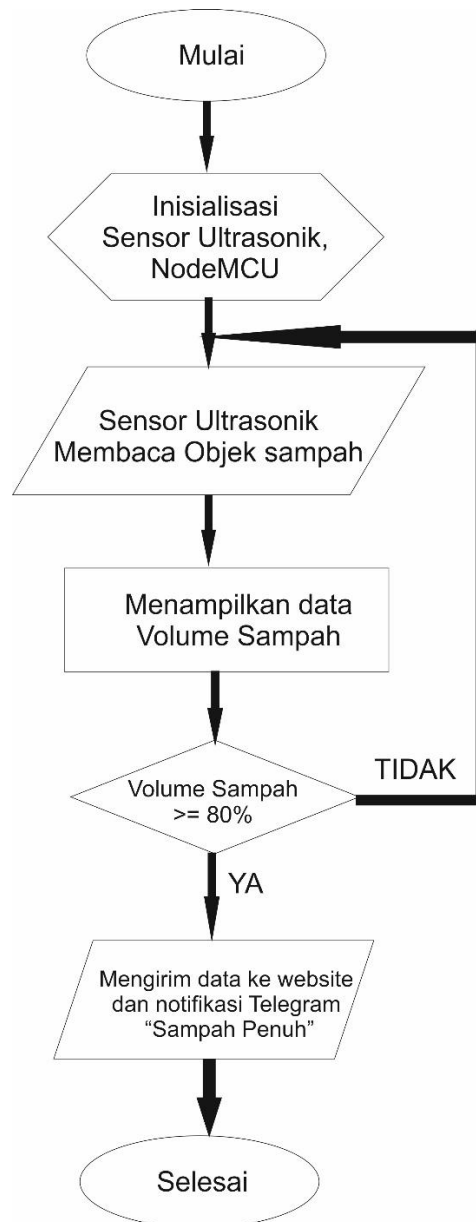 Mulai
Inisialisasi
Sensor Ultrasonik,
NodeMCU
Sensor Ultrasonik
Membaca Objek sampah
Menampilkan data
Volume Sampah
Volume Sampah
>= 80%
TIDAK
YA
Mengirim data ke website
dan notifikasi Telegram
“Sampah Penuh”
Selesai